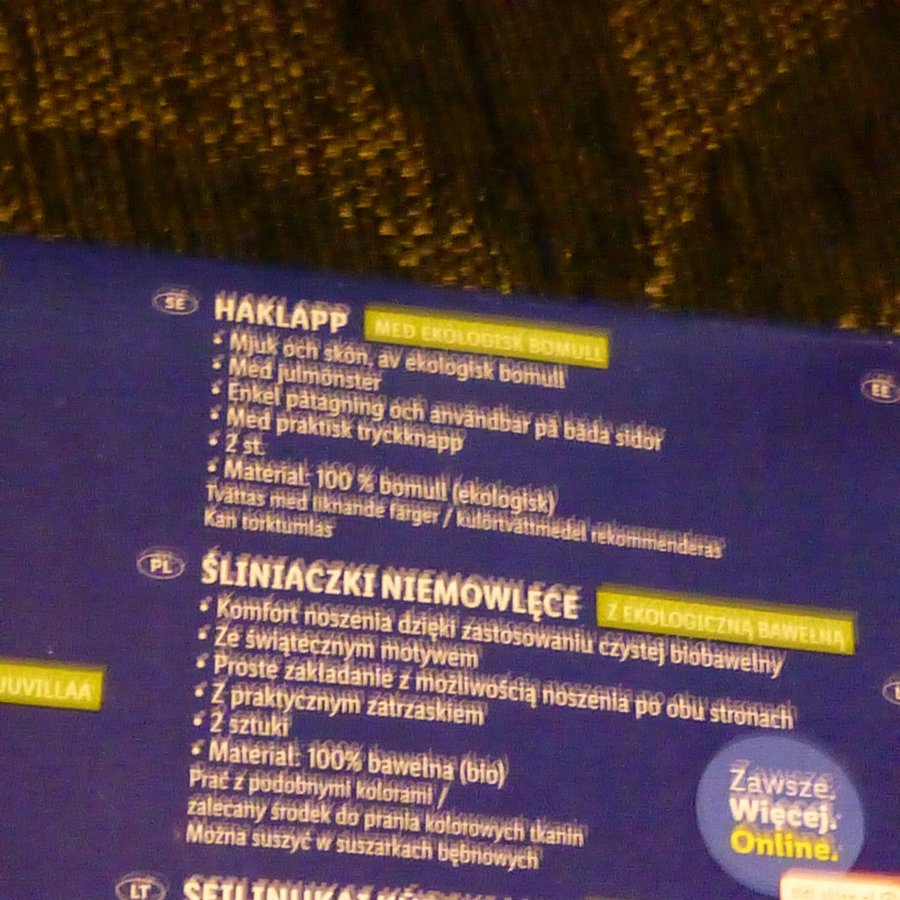 SE
HAKLAPP
MED EKOLOGISK BOMULL
• Mjuk och skön, av ekologisk bomull
• Med julmönster
• Enkel påtagning och användbar på båda sidor
• Med praktisk tryckknapp
• 2 st.
• Material: 100 % bomull (ekologisk)
Tvättas med liknande färger / kulörtvättmedel rekommenderas
Kan torktumlas
EE
PL
ŚLINIACZKI NIEMOWLĘCE
Z EKOLOGICZNĄ BAWEŁNĄ
• Komfort noszenia dzięki zastosowaniu czystej biobawełny
• Ze świątecznym motywem
• Proste zakładanie z możliwością noszenia po obu stronach
• Z praktycznym zatrzaskiem
• 2 sztuki
• Materiał: 100% bawełna (bio)
Prać z podobnymi kolorami /
zalecany środek do prania kolorowych tkanin
Można suszyć w suszarkach bębnowych
UUVILLAA
Zawsze.
Więcej.
Online.
LT